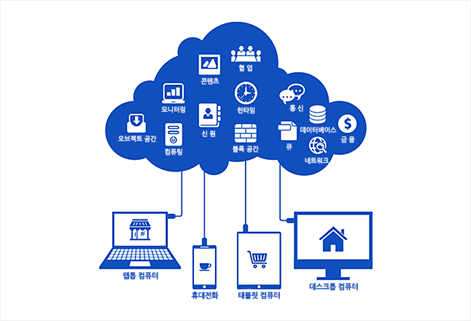 협 업
콘텐츠
모니터링
런타임
통 신
데이터베이스
오브젝트 공간
신 원
금 융
컴퓨팅
블록 공간
큐
네트워크
랩톱 컴퓨터
휴대전화
태블릿 컴퓨터
데스크톱 컴퓨터